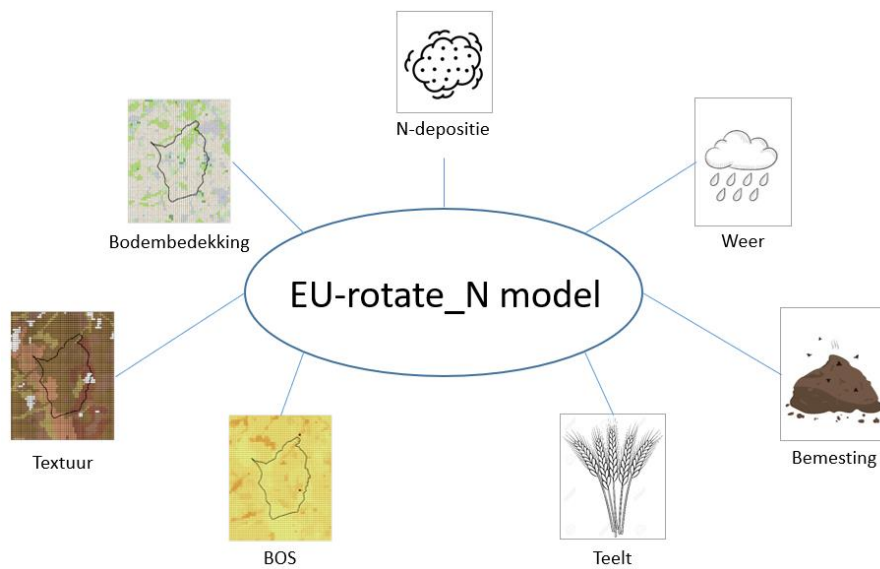 N-depositie
Bodembedekking
Weer
EU-rotate_N model
Textuur
Bemesting
BOS
Teelt